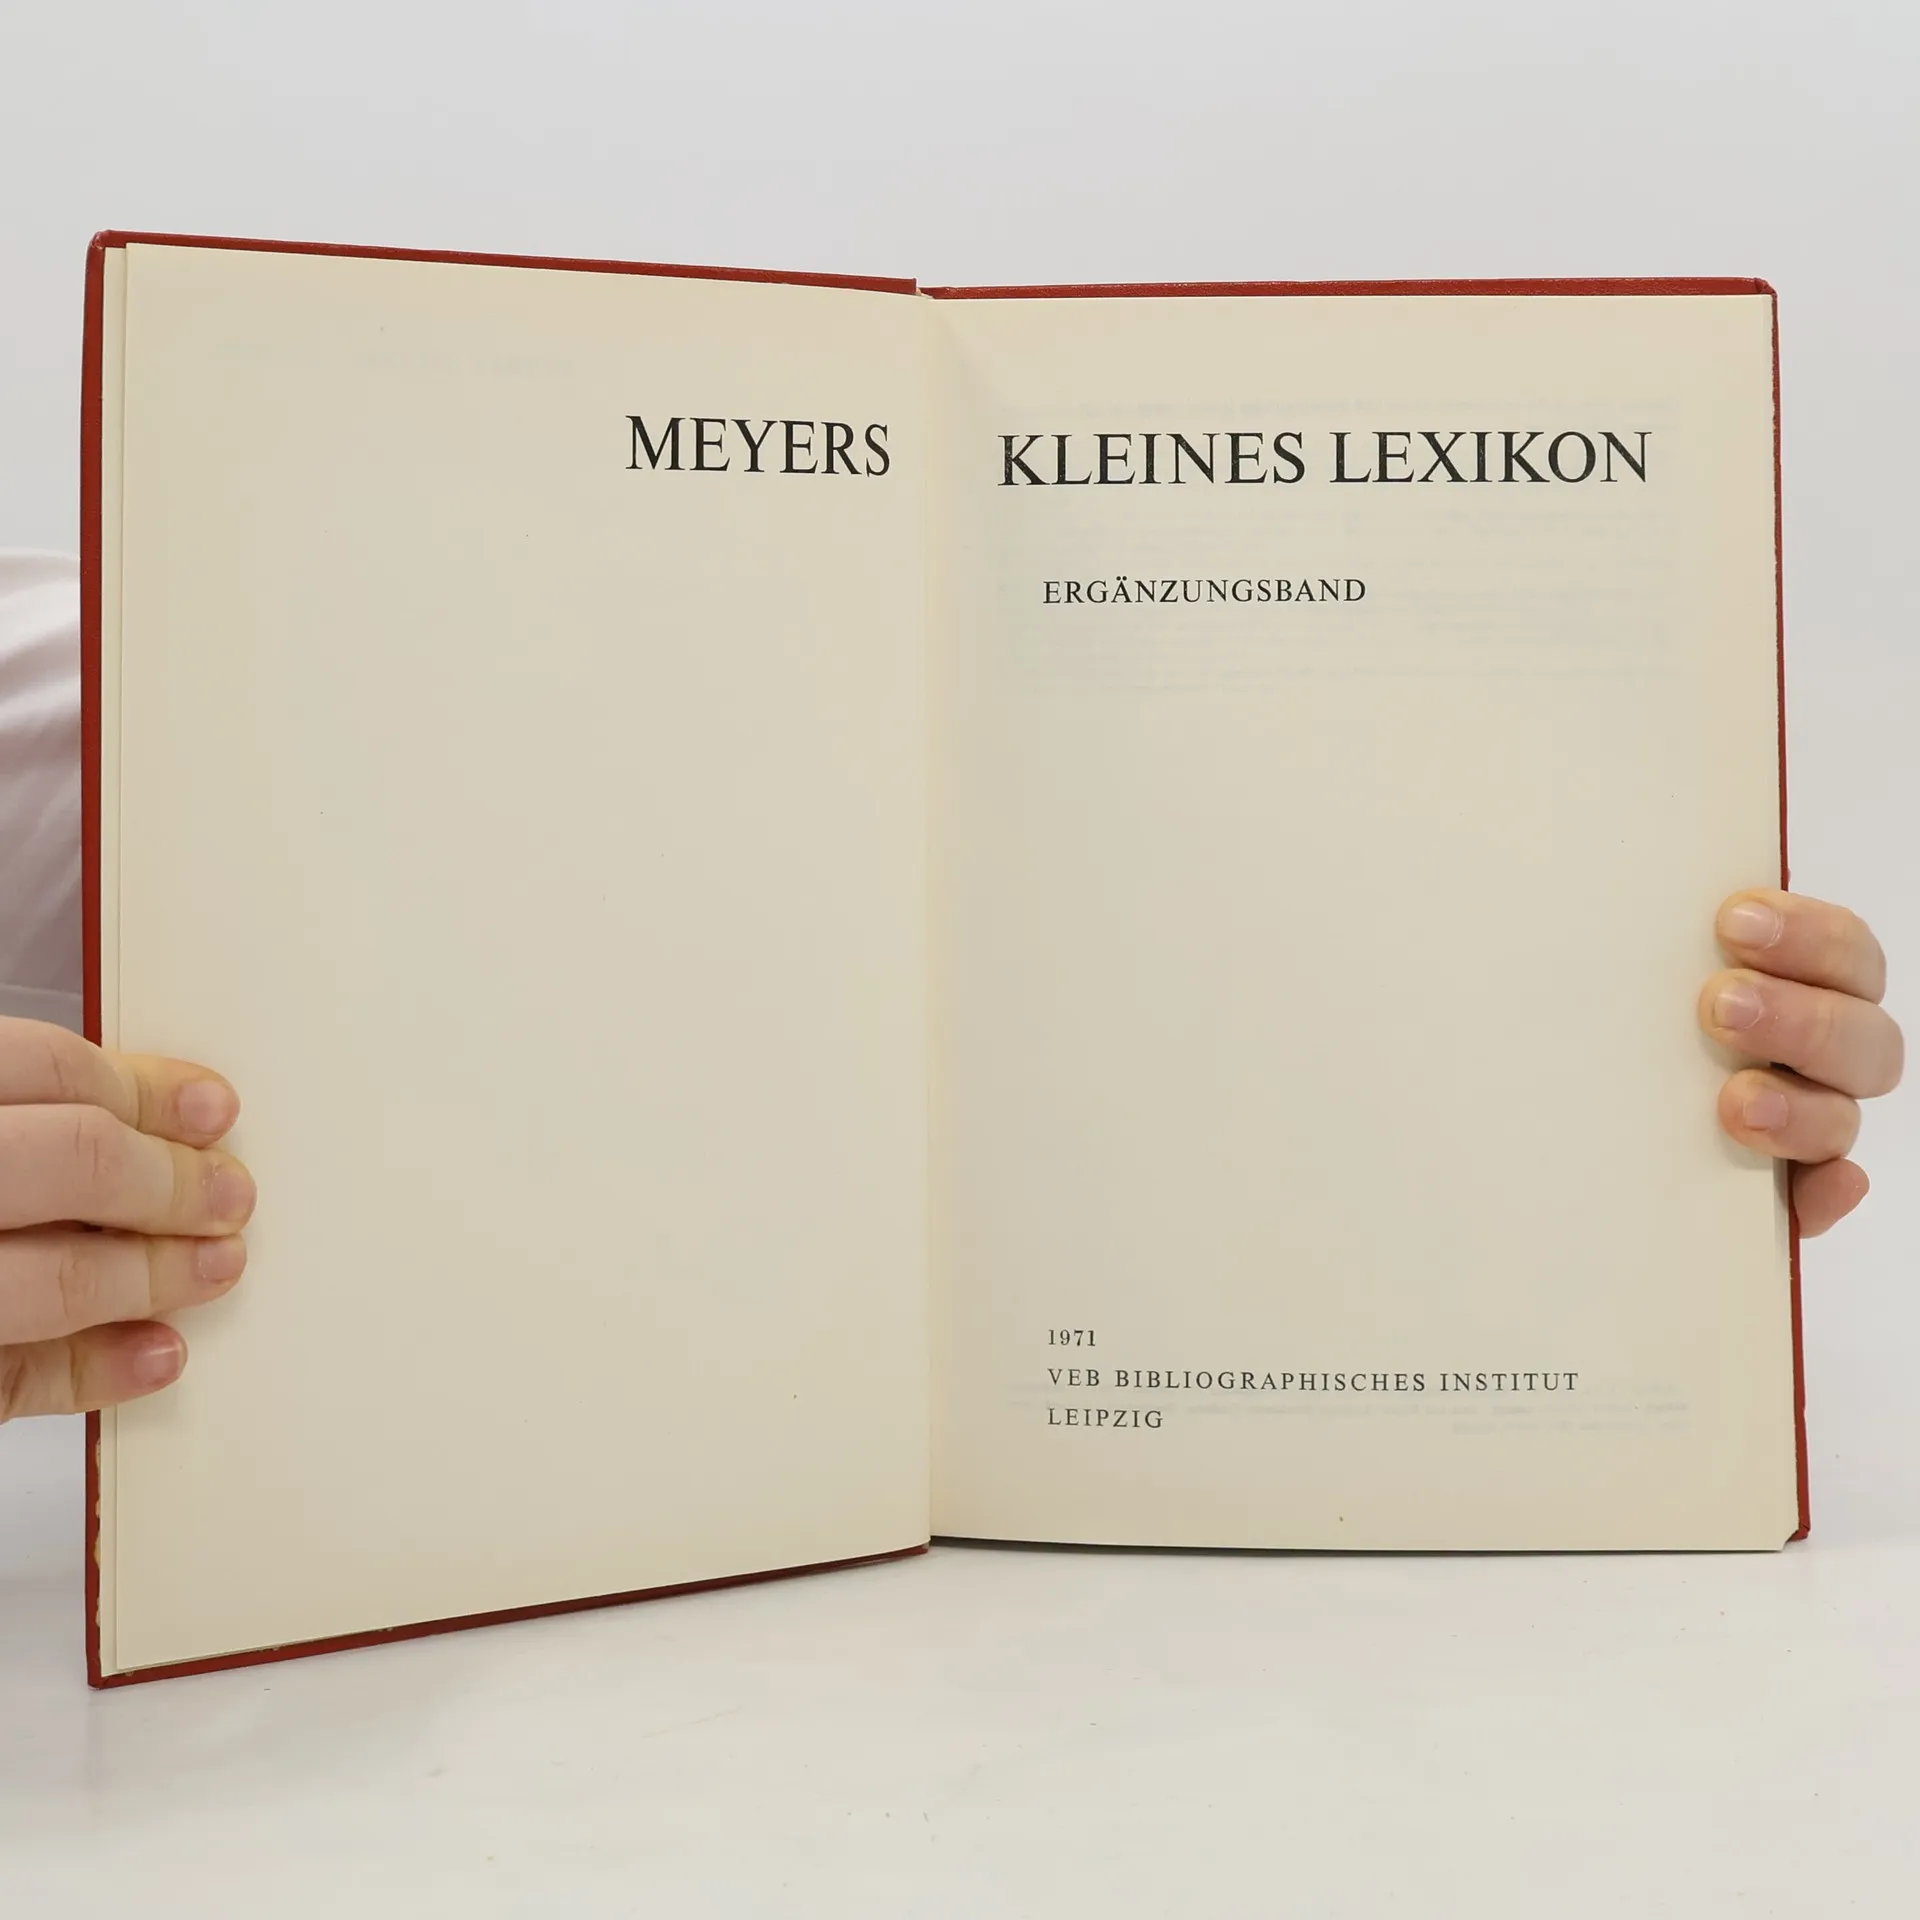 MEYERS KLEINES LEXIKON
ERGÄNZUNGSBAND
1971
VEB BIBLIOGRAPHISCHES INSTITUT
LEIPZIG